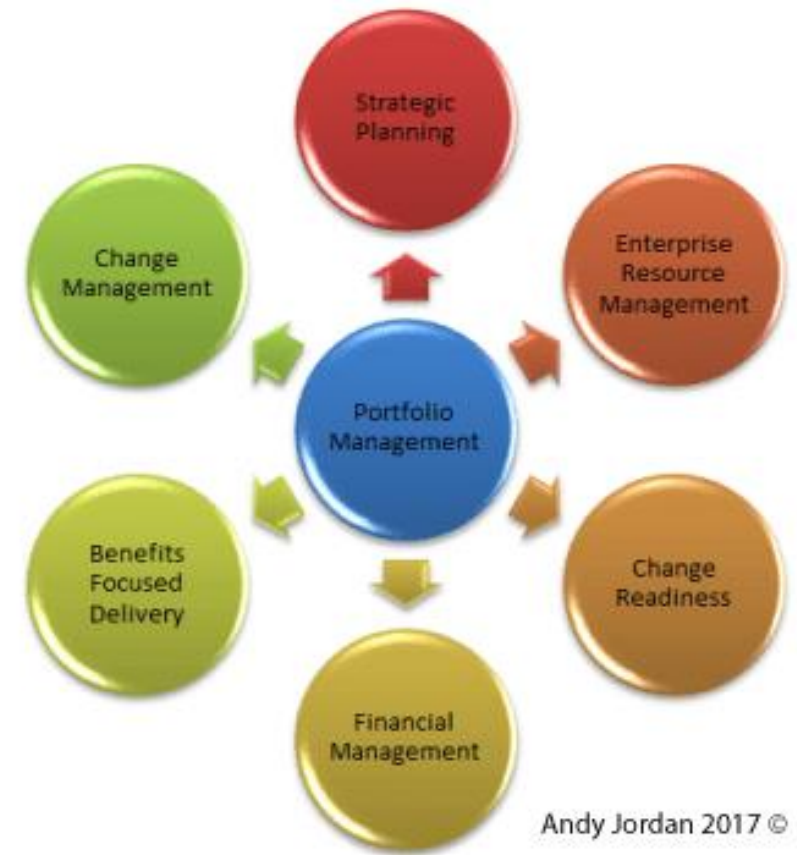 Strategic
Planning
Enterprise
Resource
Management
Change
Readiness
Financial
Management
Benefits
Focused
Delivery
Change
Management
Portfolio
Management
Andy Jordan 2017 ©